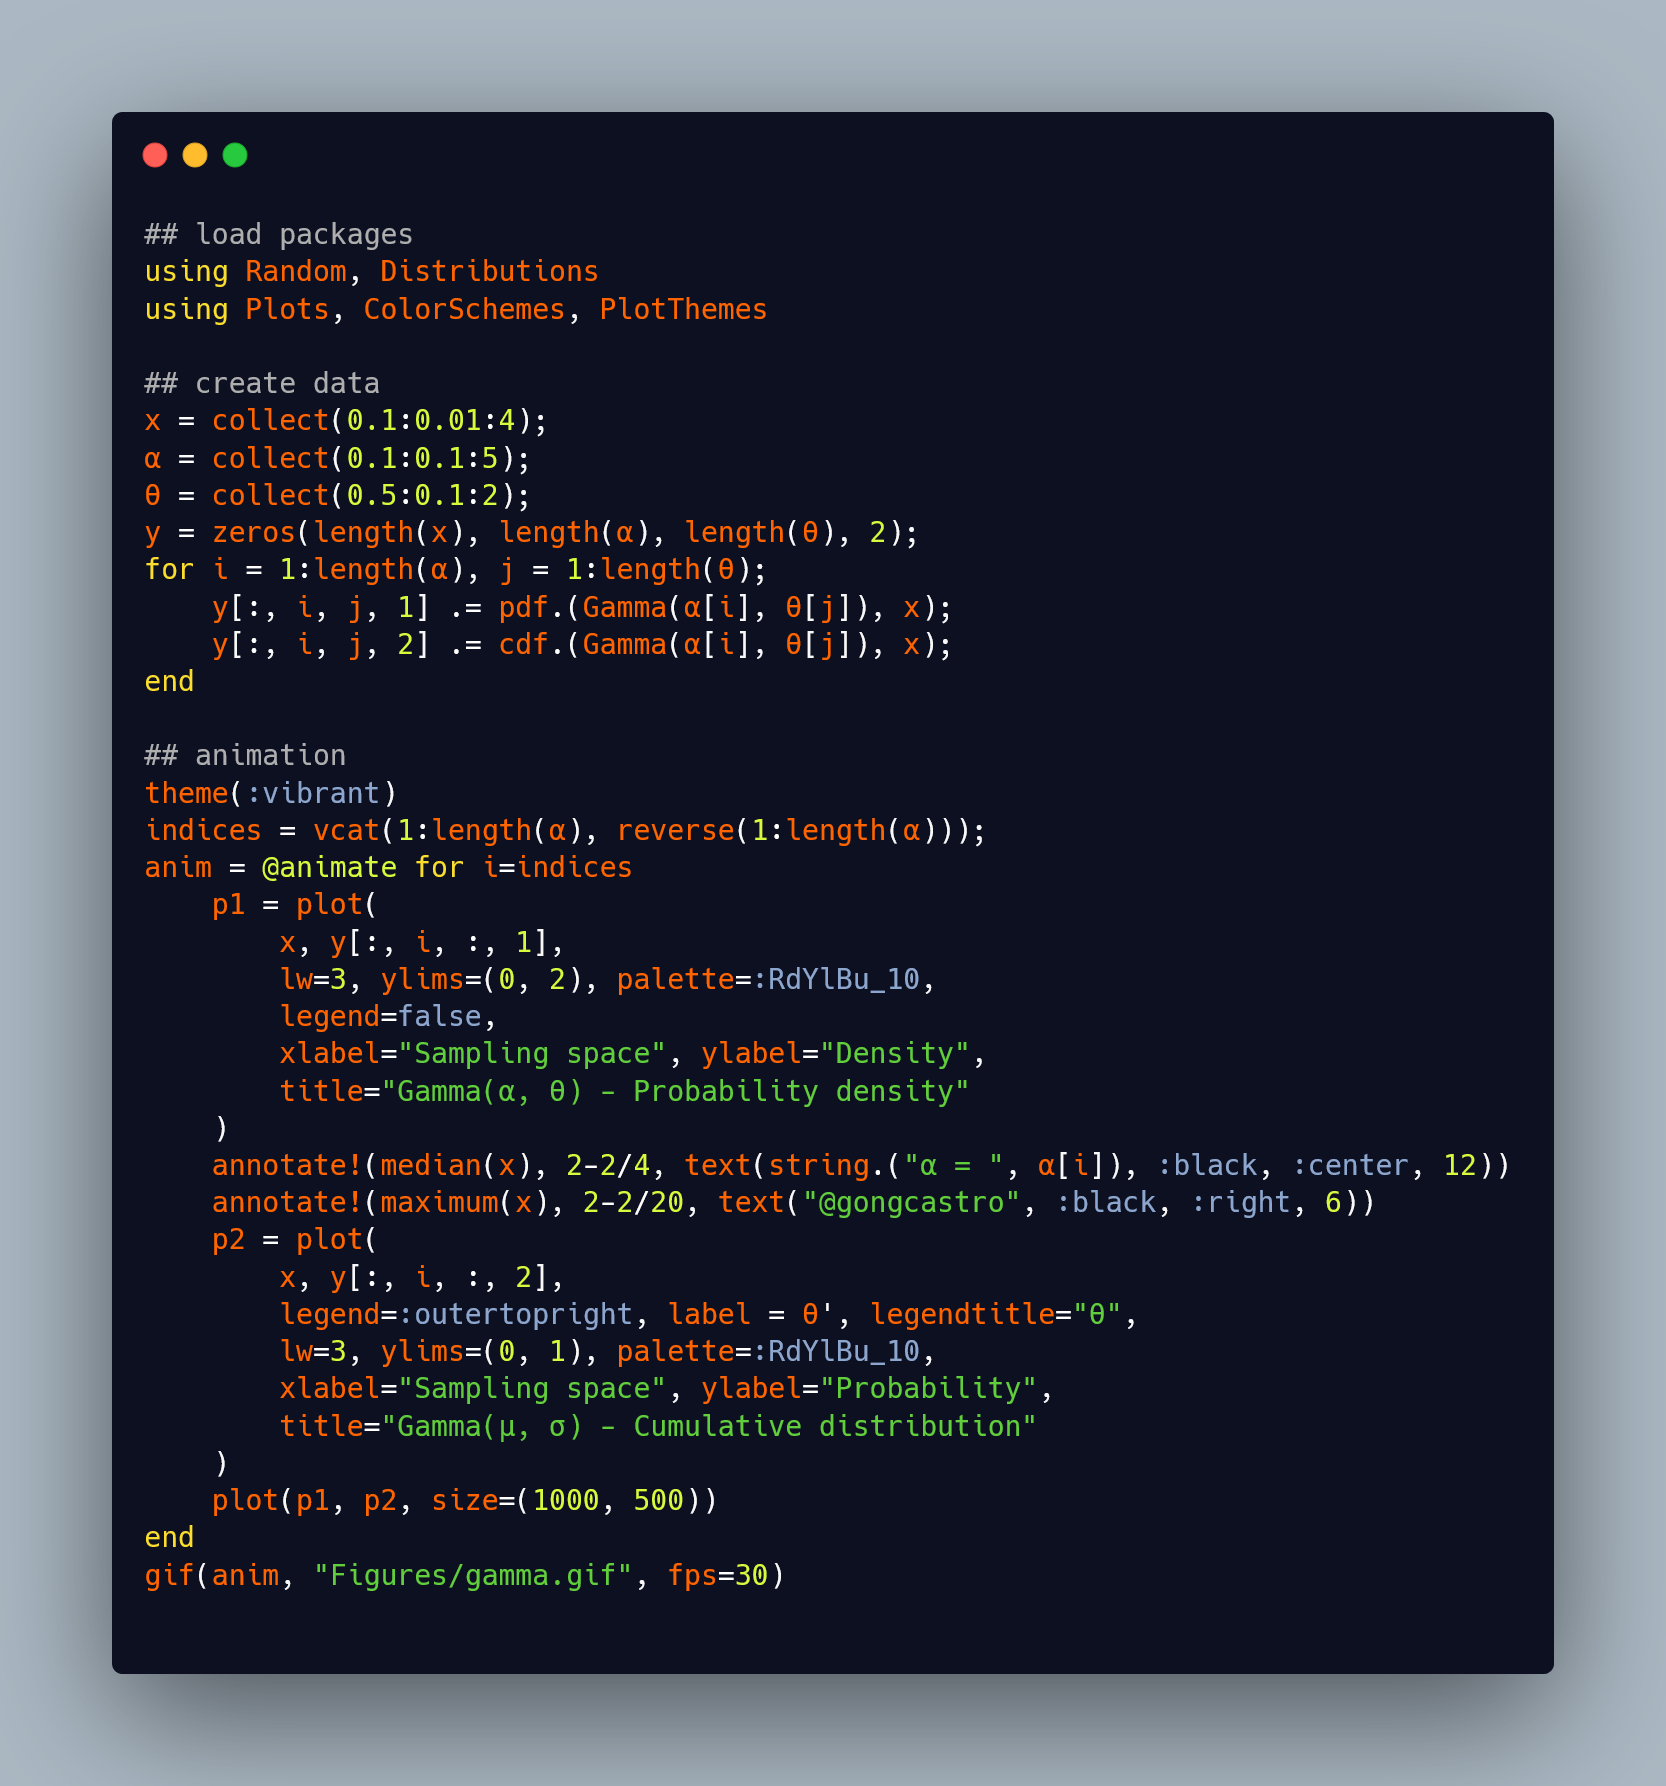 ## load packages
using Random, Distributions
using Plots, ColorSchemes, PlotThemes

## create data
x = collect(0.1:0.01:4);
α = collect(0.1:0.1:5);
θ = collect(0.5:0.1:2);
y = zeros(length(x), length(α), length(θ), 2);
for i = 1:length(α), j = 1:length(θ);
    y[:, i, j, 1] .= pdf.(Gamma(α[i], θ[j]), x);
    y[:, i, j, 2] .= cdf.(Gamma(α[i], θ[j]), x);
end

## animation
theme(:vibrant)
indices = vcat(1:length(α), reverse(1:length(α)));
anim = @animate for i=indices
    p1 = plot(
        x, y[:, i, :, 1],
        lw=3, ylims=(0, 2), palette=:RdYlBu_10,
        legend=false,
        xlabel="Sampling space", ylabel="Density",
        title="Gamma(α, θ) - Probability density"
    )
    annotate!(median(x), 2-2/4, text(string.("α = ", α[i]), :black, :center, 12))
    annotate!(maximum(x), 2-2/20, text("@gongcastro", :black, :right, 6))
    p2 = plot(
        x, y[:, i, :, 2],
        legend=:outertopright, label = θ', legendtitle="θ",
        lw=3, ylims=(0, 1), palette=:RdYlBu_10,
        xlabel="Sampling space", ylabel="Probability",
        title="Gamma(μ, σ) - Cumulative distribution"
    )
    plot(p1, p2, size=(1000, 500))
end
gif(anim, "Figures/gamma.gif", fps=30)